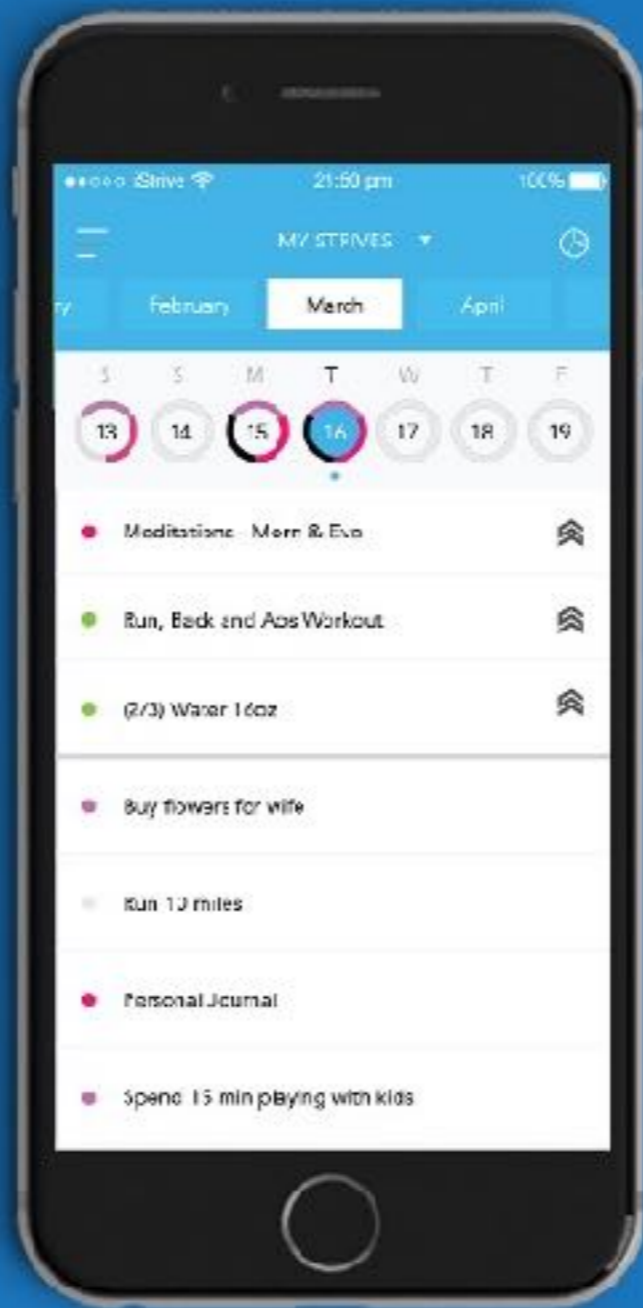 iStrive 21:50 pm 100%
MY STRIVES
ry February March April
S S M T W T F
13 14 15 16 17 18 19
Meditations - Morn & Eve
Run, Back and Abs Workout
(2/3) Water 16oz
Buy flowers for wife
Run 10 miles
Personal Journal
Spend 15 min playing with kids